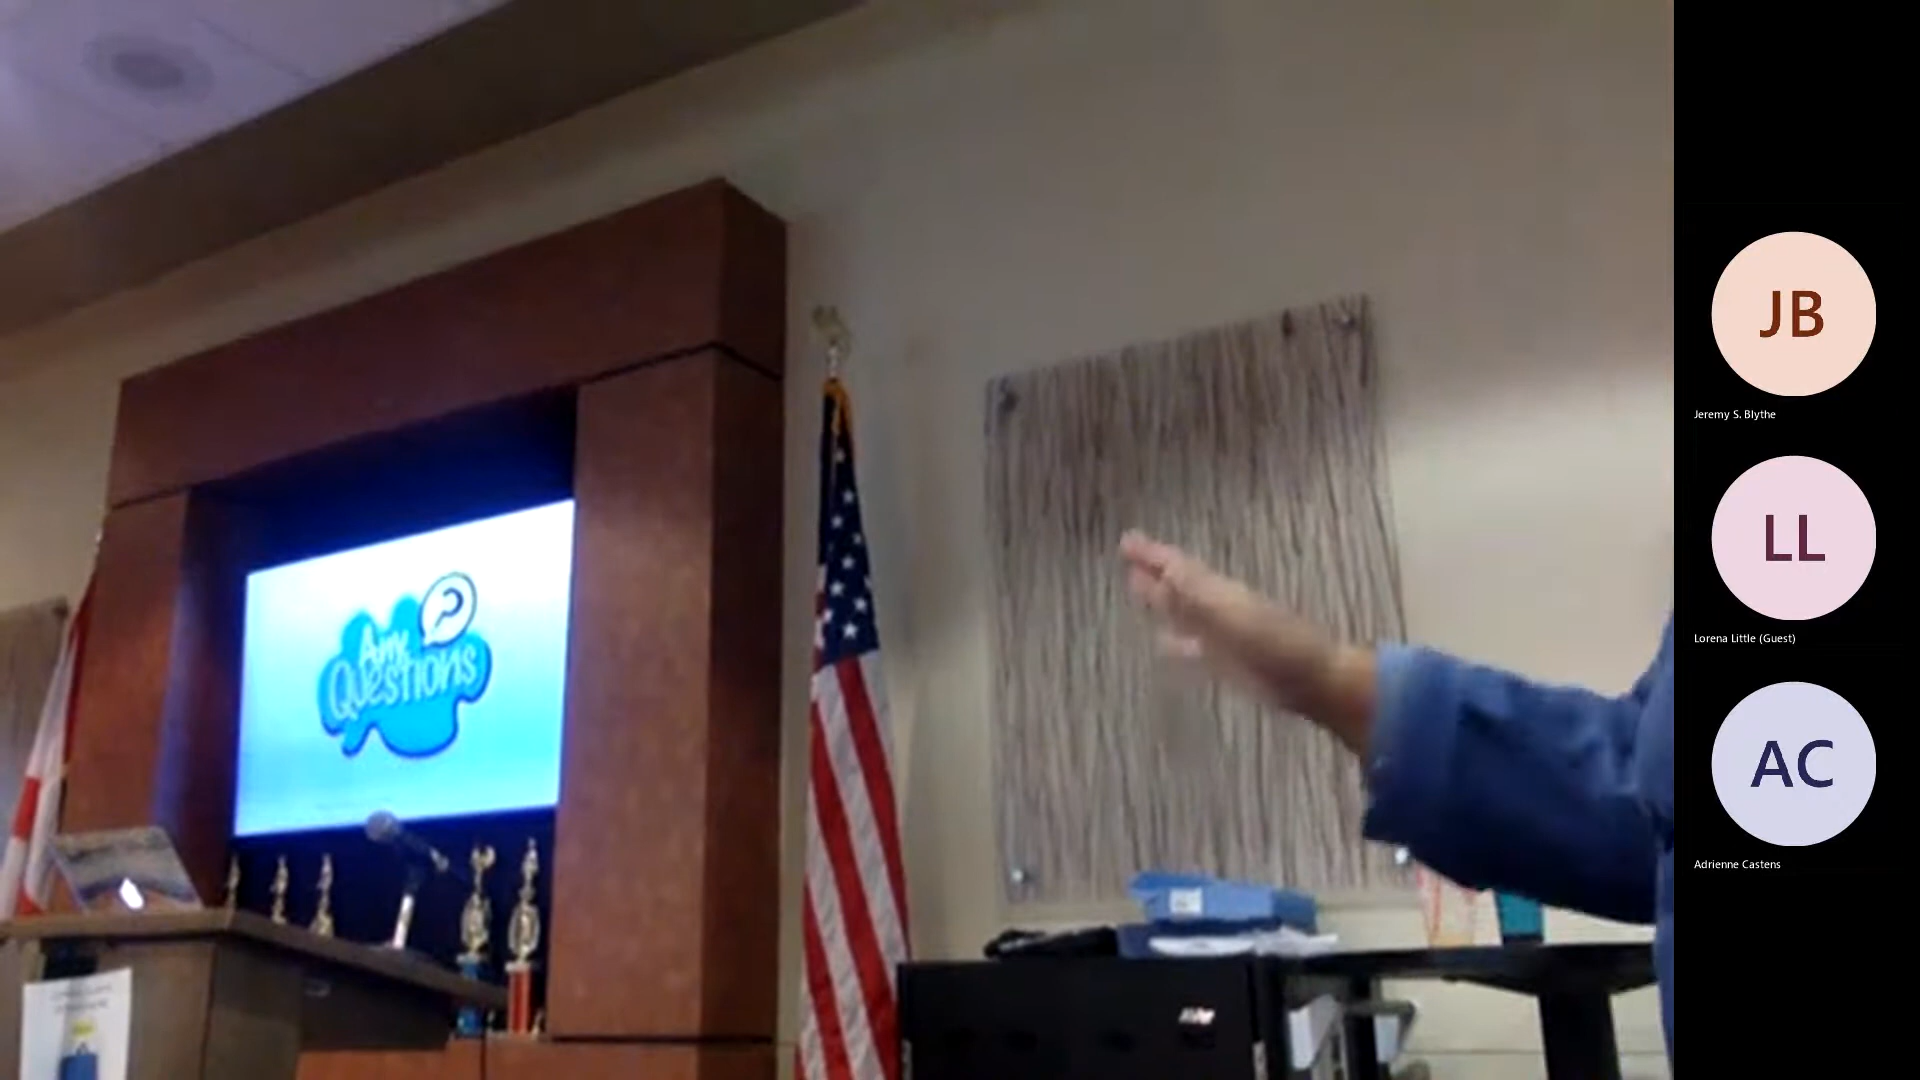 Any
Questions
JB
Jeremy S. Blythe
LL
Lorena Little (Guest)
AC
Adrienne Castens